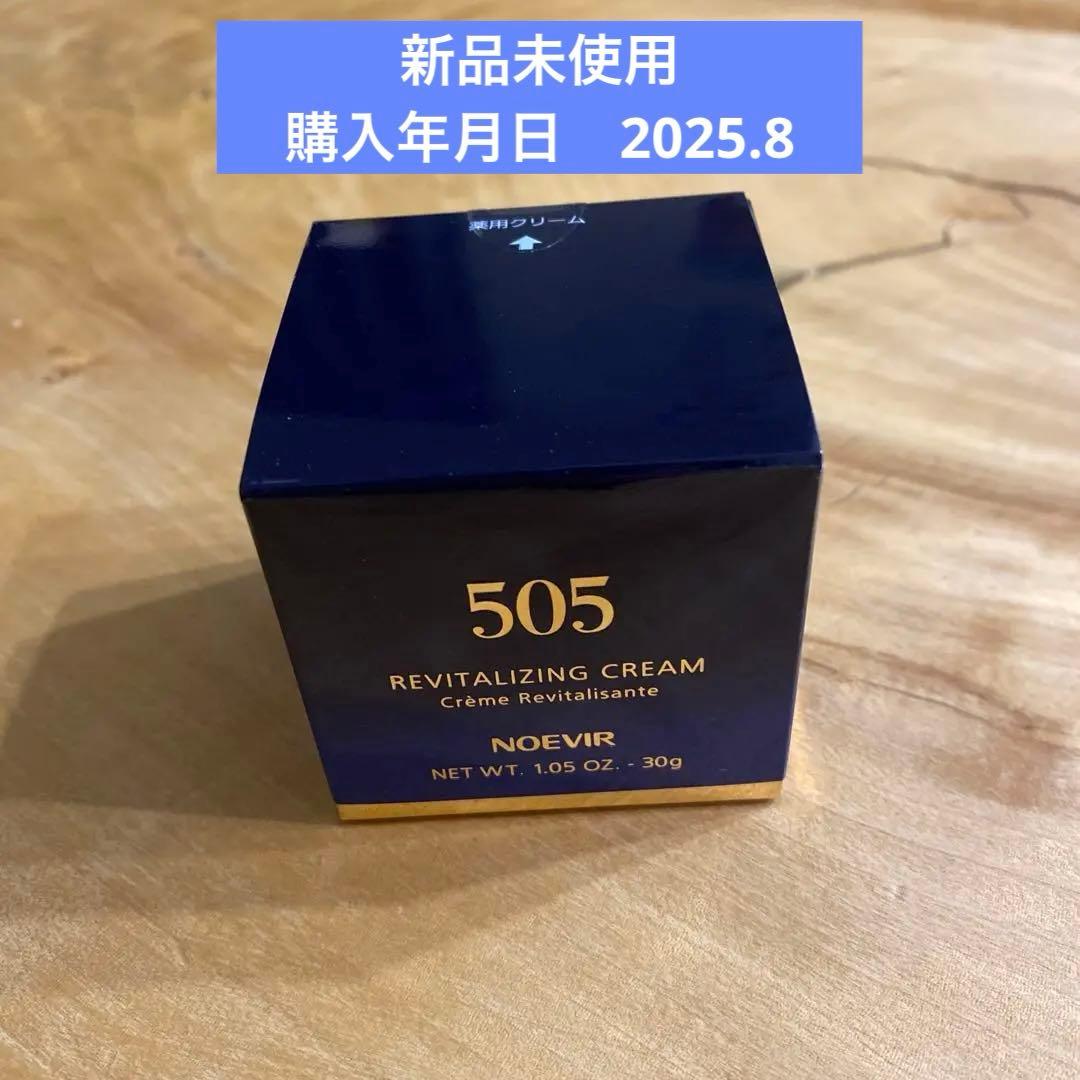 新品未使用
購入年月日　2025.8
薬用クリーム
505
REVITALIZING CREAM
Crème Revitalisante
NOEVIR
NET WT. 1.05 OZ. - 30g